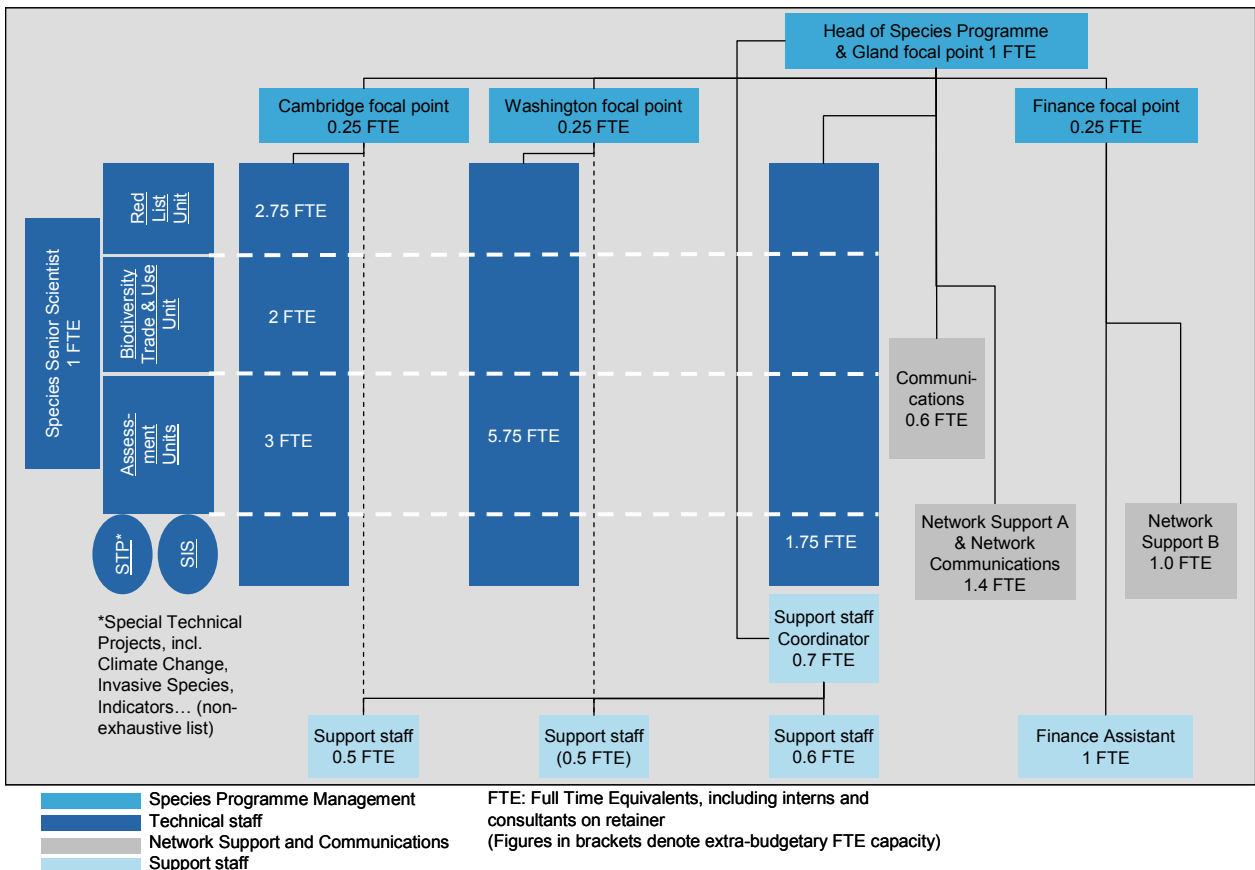 Head of Species Programme
& Gland focal point 1 FTE
Cambridge focal point
0.25 FTE
Washington focal point
0.25 FTE
Finance focal point
0.25 FTE
Species Senior Scientist
1 FTE
Red
List
Unit
Biodiversity
Trade & Use
Unit
Assess-
ment
Units
STP*
SIS
2.75 FTE
2 FTE
3 FTE
5.75 FTE
1.75 FTE
Communi-
cations
0.6 FTE
Network Support A
& Network
Communications
1.4 FTE
Network
Support B
1.0 FTE
*Special Technical
Projects, incl.
Climate Change,
Invasive Species,
Indicators… (non-
exhaustive list)
Support staff
Coordinator
0.7 FTE
Support staff
0.5 FTE
Support staff
(0.5 FTE)
Support staff
0.6 FTE
Finance Assistant
1 FTE
Species Programme Management
Technical staff
Network Support and Communications
Support staff
FTE: Full Time Equivalents, including interns and
consultants on retainer
(Figures in brackets denote extra-budgetary FTE capacity)